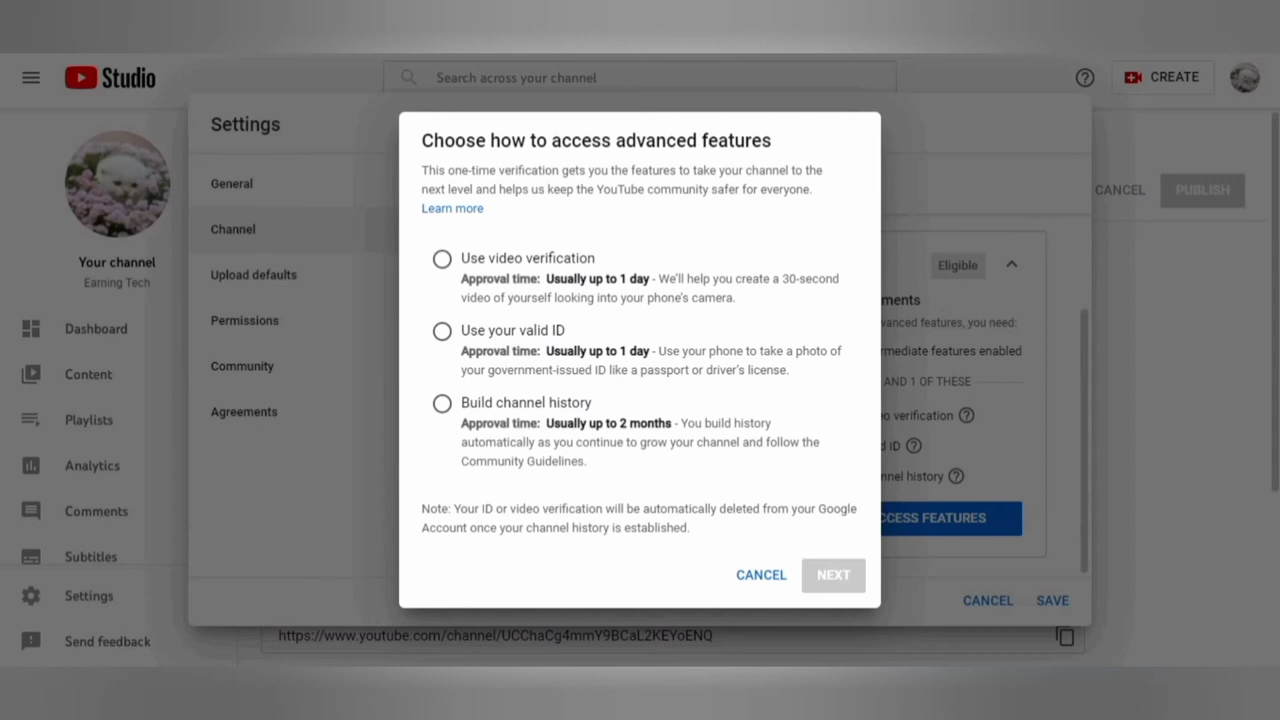 Studio
Search across your channel
CREATE
Settings
General
Channel
Upload defaults
Permissions
Community
Agreements
Your channel
Earning Tech
Dashboard
Content
Playlists
Analytics
Comments
Subtitles
Settings
Send feedback
CANCEL
PUBLISH
Choose how to access advanced features
This one-time verification gets you the features to take your channel to the
next level and helps us keep the YouTube community safer for everyone.
Learn more
Use video verification
Approval time: Usually up to 1 day - We'll help you create a 30-second
video of yourself looking into your phone's camera.
Use your valid ID
Approval time: Usually up to 1 day - Use your phone to take a photo of
your government-issued ID like a passport or driver's license.
Build channel history
Approval time: Usually up to 2 months - You build history
automatically as you continue to grow your channel and follow the
Community Guidelines.
Note: Your ID or video verification will be automatically deleted from your Google
Account once your channel history is established.
CANCEL
NEXT
Eligible
ments
vanced features, you need:
rmediate features enabled
AND 1 OF THESE
o verification
d ID
nnel history
CCESS FEATURES
CANCEL
SAVE
https://www.youtube.com/channel/UCChaCg4mmY9BCaL2KEYoENQ